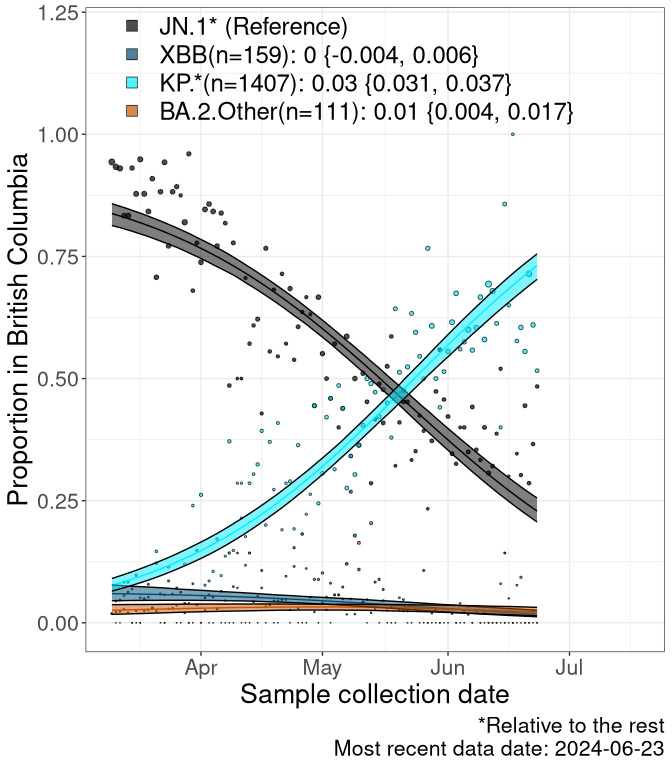 1.25
JN.1* (Reference)
XBB(n=159): 0 {-0.004, 0.006}
KP.*(n=1407): 0.03 {0.031, 0.037}
BA.2.Other(n=111): 0.01 {0.004, 0.017}
1.00
0.75
0.50
0.25
0.00
Proportion in British Columbia
Apr May Jun Jul
Sample collection date
*Relative to the rest
Most recent data date: 2024-06-23